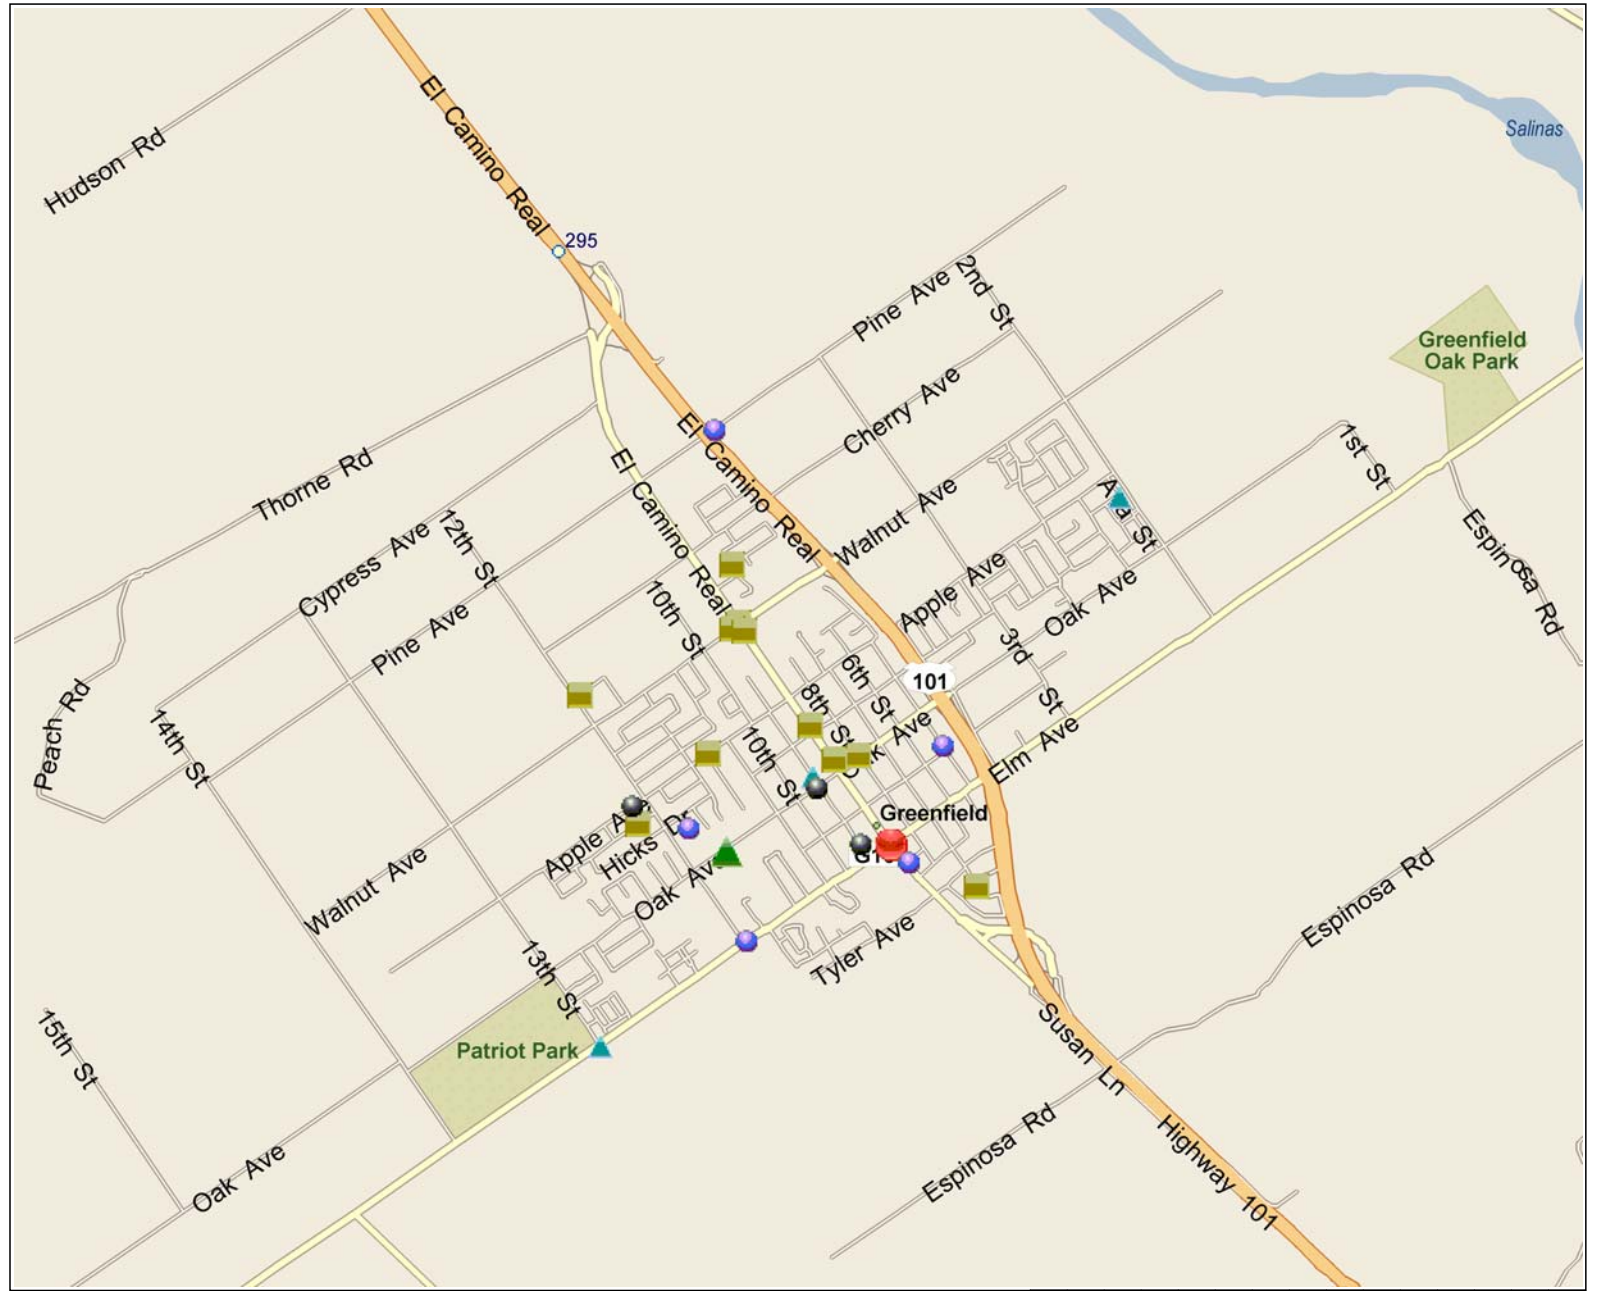 El Camino Real
Hudson Rd
Salinas
295
Pine Ave
2nd St
Greenfield
Oak Park
Cherry Ave
El Camino Real
1st St
Thorne Rd
El Camino Real
Walnut Ave
St
12th St
Cypress Ave
Espinosa Rd
Apple Ave
Oak Ave
10th St
Pine Ave
3rd St
6th St
101
8th St
Ave
Peach Rd
14th St
10th St
Elm Ave
Greenfield
Apple
Hicks Dr
Oak Ave
Walnut Ave
Espinosa Rd
Tyler Ave
13th St
15th St
Patriot Park
Susan Ln
Espinosa Rd
Highway 101
Oak Ave